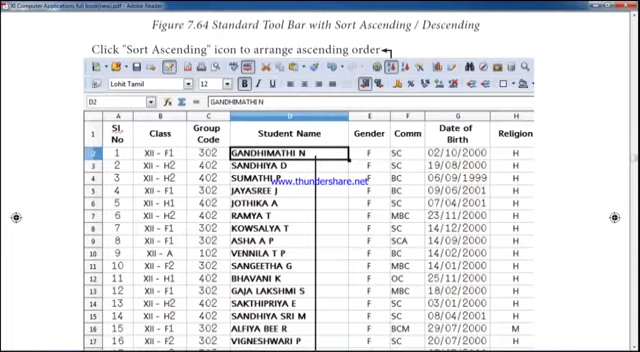 XI Computer Applications full book(new).pdf - Adobe Reader
Figure 7.64 Standard Tool Bar with Sort Ascending / Descending
Click "Sort Ascending" icon to arrange ascending order
Lohit Tamil 12
D2 GANDHIMATHI N
A B C D E F G H
1 Sl. No Class Group Code Student Name Gender Comm Date of Birth Religion
2 1 XII - F1 302 GANDHIMATHI N F SC 02/10/2000 H
3 2 XII - H2 402 SANDHIYA D F SC 19/08/2000 H
4 3 XII - H2 402 SUMATHI P F BC 06/09/1999 H
www.thundershare.net
5 4 XII - F1 302 JAYASREE J F BC 09/06/2001 H
6 5 XII - H1 402 JOTHIKA A F SC 07/04/2001 H
7 6 XII - H2 402 RAMYA T F MBC 23/11/2000 H
8 7 XII - F1 302 KOWSALYA T F SC 14/12/2000 H
9 8 XII - F1 302 ASHA A P F SCA 14/09/2000 H
10 9 XII - A 102 VENNILA T P F BC 14/02/2000 H
11 10 XII - F2 302 SANGEETHA G F MBC 14/01/2000 H
12 11 XII - H1 402 BHAVANI K F OC 25/11/2000 H
13 12 XII - F1 302 GAJA LAKSHMI S F MBC 18/02/2000 H
14 13 XII - H2 402 SAKTHIPRIYA E F SC 03/01/2000 H
15 14 XII - H2 402 SANDHIYA SRI M F SC 08/04/2001 H
16 15 XII - F1 302 ALFIYA BEE R F BCM 29/07/2000 M
17 16 XII - F2 302 VIGNESHWARI P F SC 20/07/2000 H